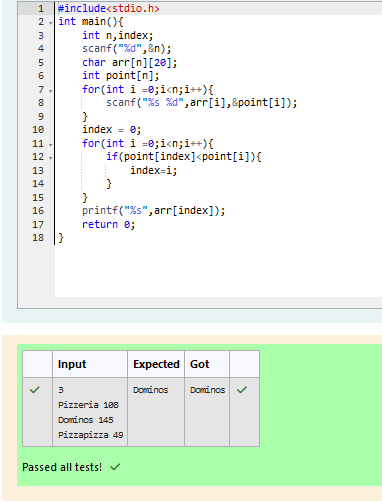 1 #include<stdio.h>
2 int main(){
3 int n,index;
4 scanf("%d",&n);
5 char arr[n][20];
6 int point[n];
7 for(int i =0;i<n;i++){
8 scanf("%s %d",arr[i],&point[i]);
9 }
10 index = 0;
11 for(int i =0;i<n;i++){
12 if(point[index]<point[i]){
13 index=i;
14 }
15 }
16 printf("%s",arr[index]);
17 return 0;
18 }
Input Expected Got
3 Dominos Dominos
Pizzeria 108
Dominos 145
Pizzapizza 49
Passed all tests!